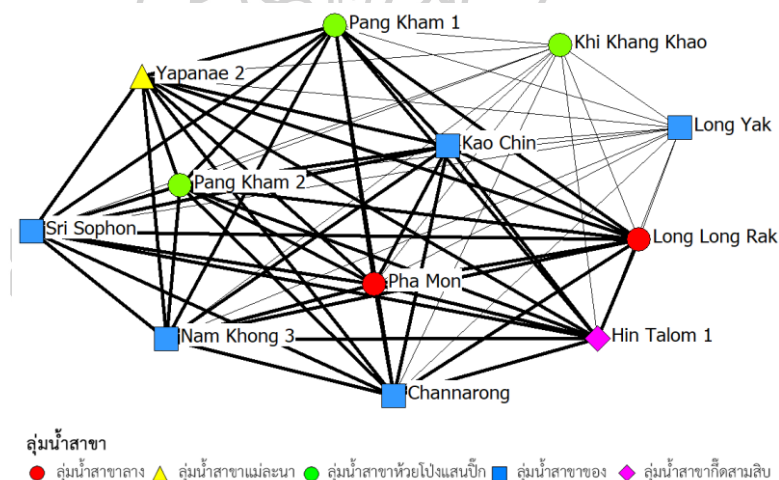 Pang Kham 1
Khi Khang Khao
Yapanae 2
Long Yak
Kao Chin
Pang Kham 2
Sri Sophon
Long Long Rak
Pha Mon
Nam Khong 3
Hin Talom 1
Channarong
ลุ่มน้ำสาขา
ลุ่มน้ำสาขาลาง ลุ่มน้ำสาขาแม่ละนา ลุ่มน้ำสาขาห้วยโป่งแสนปิ๊ก ลุ่มน้ำสาขาของ ลุ่มน้ำสาขากึ๊ดสามสิบ